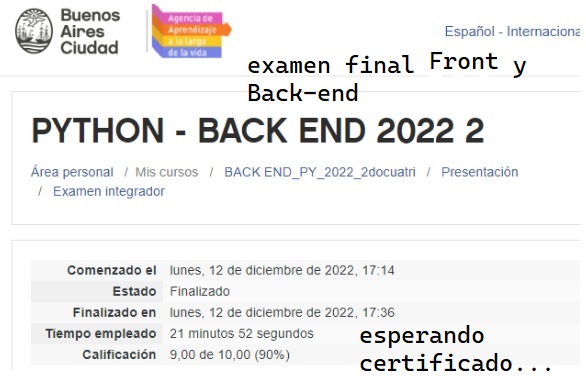 Buenos
Aires
Ciudad
Agencia de
Aprendizaje
a lo largo
de la vida
Español - Internaciona
examen final Front y
Back-end
PYTHON - BACK END 2022 2
Área personal / Mis cursos / BACK END_PY_2022_2docuatri / Presentación
/ Examen integrador
Comenzado el lunes, 12 de diciembre de 2022, 17:14
Estado Finalizado
Finalizado en lunes, 12 de diciembre de 2022, 17:36
Tiempo empleado 21 minutos 52 segundos
Calificación 9,00 de 10,00 (90%)
esperando
certificado...